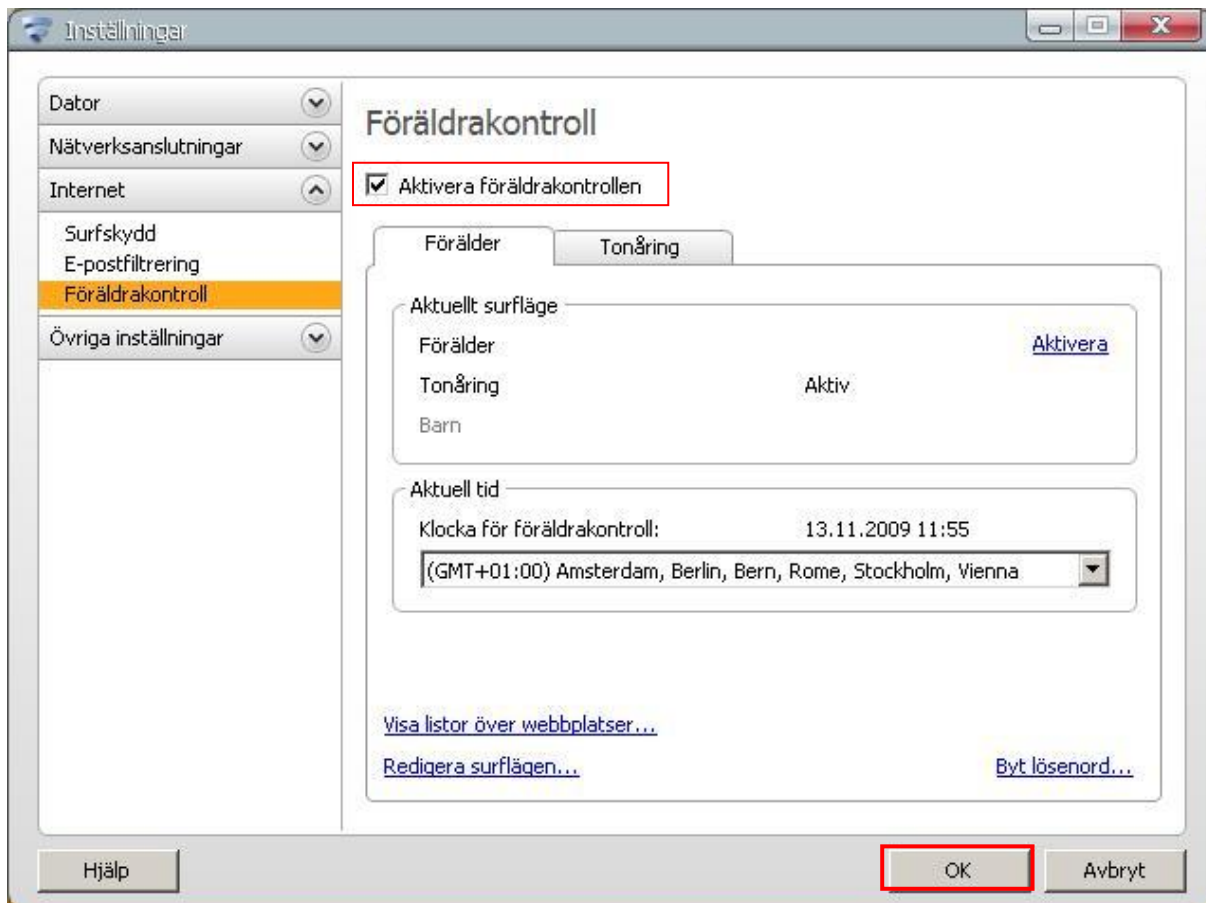 Inställningar
Dator
Nätverksanslutningar
Internet
Surfskydd
E-postfiltrering
Föräldrakontroll
Övriga inställningar
Föräldrakontroll
Aktivera föräldrakontrollen
Förälder Tonåring
Aktuellt surfläge
Förälder Aktivera
Tonåring Aktiv
Barn
Aktuell tid
Klocka för föräldrakontroll: 13.11.2009 11:55
(GMT+01:00) Amsterdam, Berlin, Bern, Rome, Stockholm, Vienna
Visa listor över webbplatser...
Redigera surflägen... Byt lösenord...
Hjälp OK Avbryt